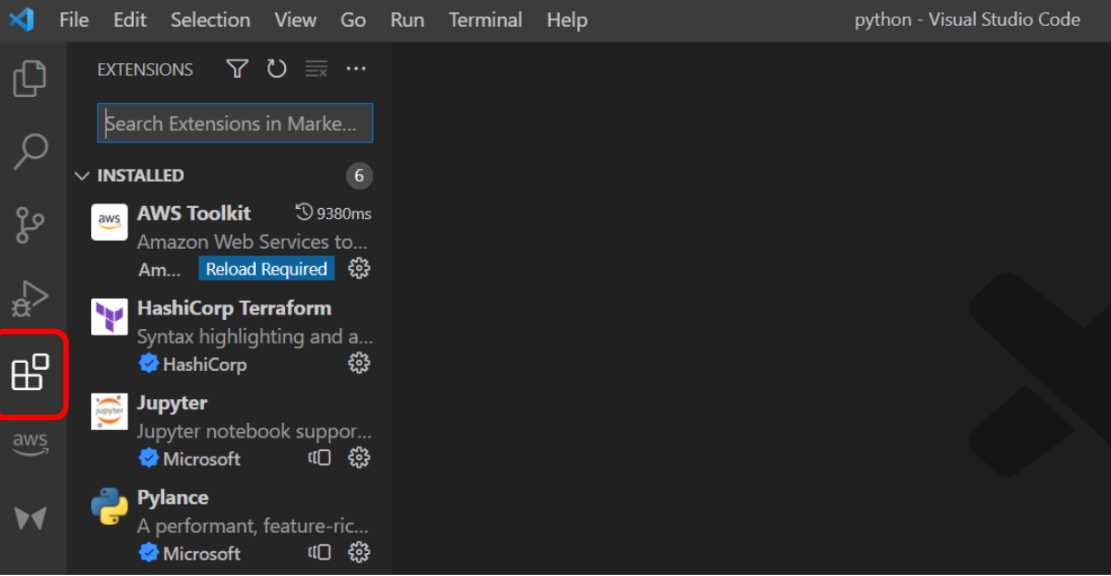 File Edit Selection View Go Run Terminal Help python - Visual Studio Code
EXTENSIONS
Search Extensions in Marke...
INSTALLED 6
aws AWS Toolkit 9380ms
Amazon Web Services to...
Am... Reload Required
HashiCorp Terraform
Syntax highlighting and a...
HashiCorp
jupyter Jupyter
Jupyter notebook suppor...
Microsoft
aws
Pylance
A performant, feature-ric...
Microsoft